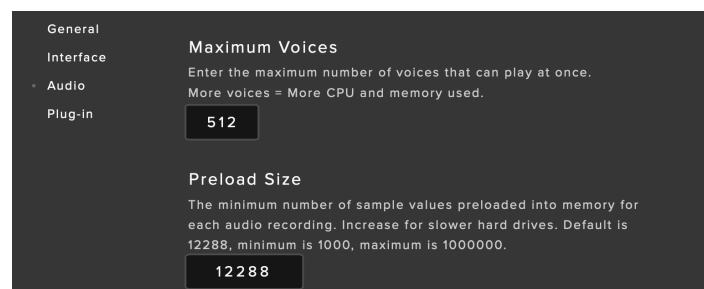 General
Interface
Audio
Plug-in
Maximum Voices
Enter the maximum number of voices that can play at once.
More voices = More CPU and memory used.
512
Preload Size
The minimum number of sample values preloaded into memory for
each audio recording. Increase for slower hard drives. Default is
12288, minimum is 1000, maximum is 1000000.
12288